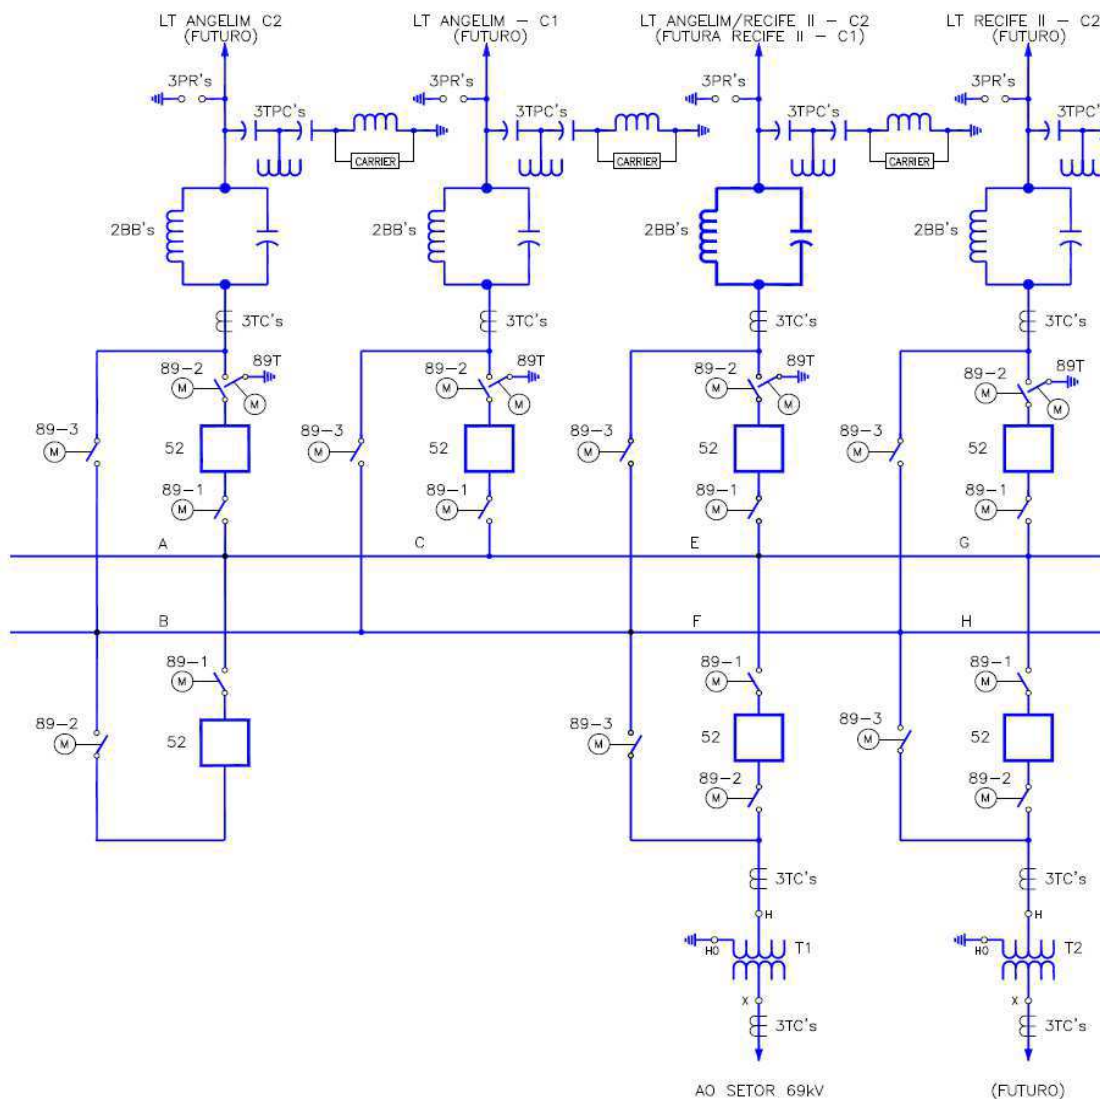 LT ANGELIM C2
(FUTURO)
LT ANGELIM – C1
(FUTURO)
LT ANGELIM/RECIFE II – C2
(FUTURA RECIFE II – C1)
LT RECIFE II – C2
(FUTURO)
3PR's
3PR's
3PR's
3PR's
3TPC's
3TPC's
3TPC's
3TPC'
CARRIER
CARRIER
CARRIER
2BB's
2BB's
2BB's
2BB's
3TC's
3TC's
3TC's
3TC's
89-2
M
89T
M
89-2
M
89T
M
89-2
M
89T
M
89-2
M
89T
M
89-3
M
52
89-3
M
52
89-3
M
52
89-3
M
52
89-1
M
89-1
M
89-1
M
89-1
M
A
C
E
G
B
F
H
89-1
M
89-1
M
89-1
M
89-2
M
52
89-3
M
52
89-3
M
52
89-2
M
89-2
M
3TC's
3TC's
H
H
HO
T1
HO
T2
X
X
3TC's
3TC's
AO SETOR 69kV
(FUTURO)